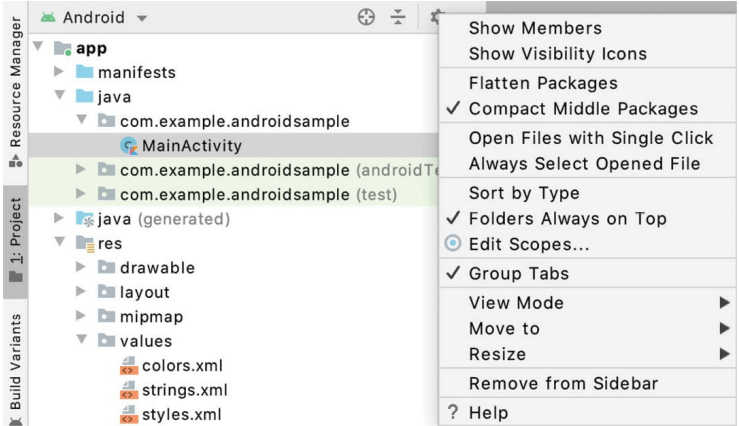 Android
app
manifests
java
com.example.androidsample
MainActivity
com.example.androidsample (androidTe
com.example.androidsample (test)
java (generated)
res
drawable
layout
mipmap
values
colors.xml
strings.xml
styles.xml
Resource Manager
1: Project
Build Variants
Show Members
Show Visibility Icons
Flatten Packages
Compact Middle Packages
Open Files with Single Click
Always Select Opened File
Sort by Type
Folders Always on Top
Edit Scopes...
Group Tabs
View Mode
Move to
Resize
Remove from Sidebar
? Help